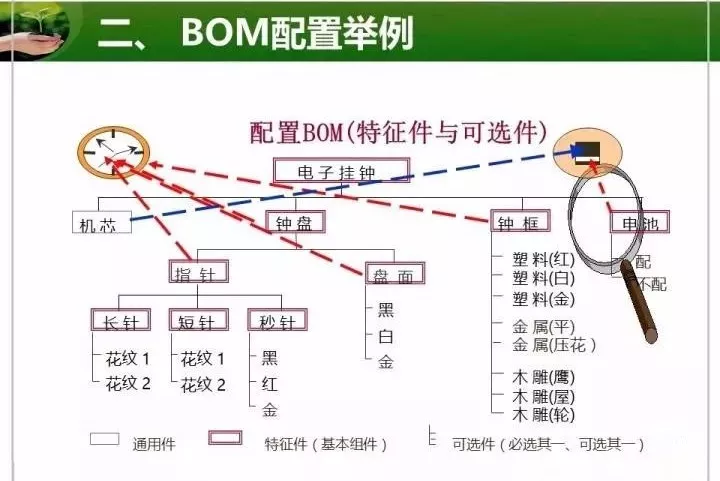 二、 BOM配置举例
配置BOM(特征件与可选件)
电子挂钟
机芯
钟盘
钟 框
电池
指针
盘 面
塑料(红)
塑料(白)
塑料(金)
金属(平)
金属(压花)
木雕(鹰)
木雕(屋)
木雕(轮)
配
不配
长针
短针
秒针
黑
白
金
花纹 1
花纹 2
花纹 1
花纹 2
黑
红
金
通用件
特征件 ( 基本组件 )
可选件 (必选其一、可选其一 )